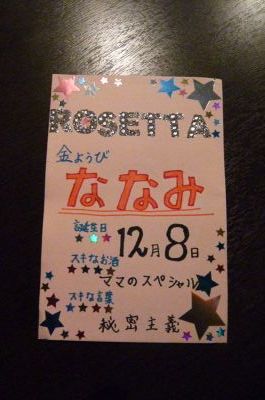 ROSETTA
金ようび
ななみ
誕生日
12月8日
スキなお酒
ママのスペシャル
スキな言葉
秘密主義